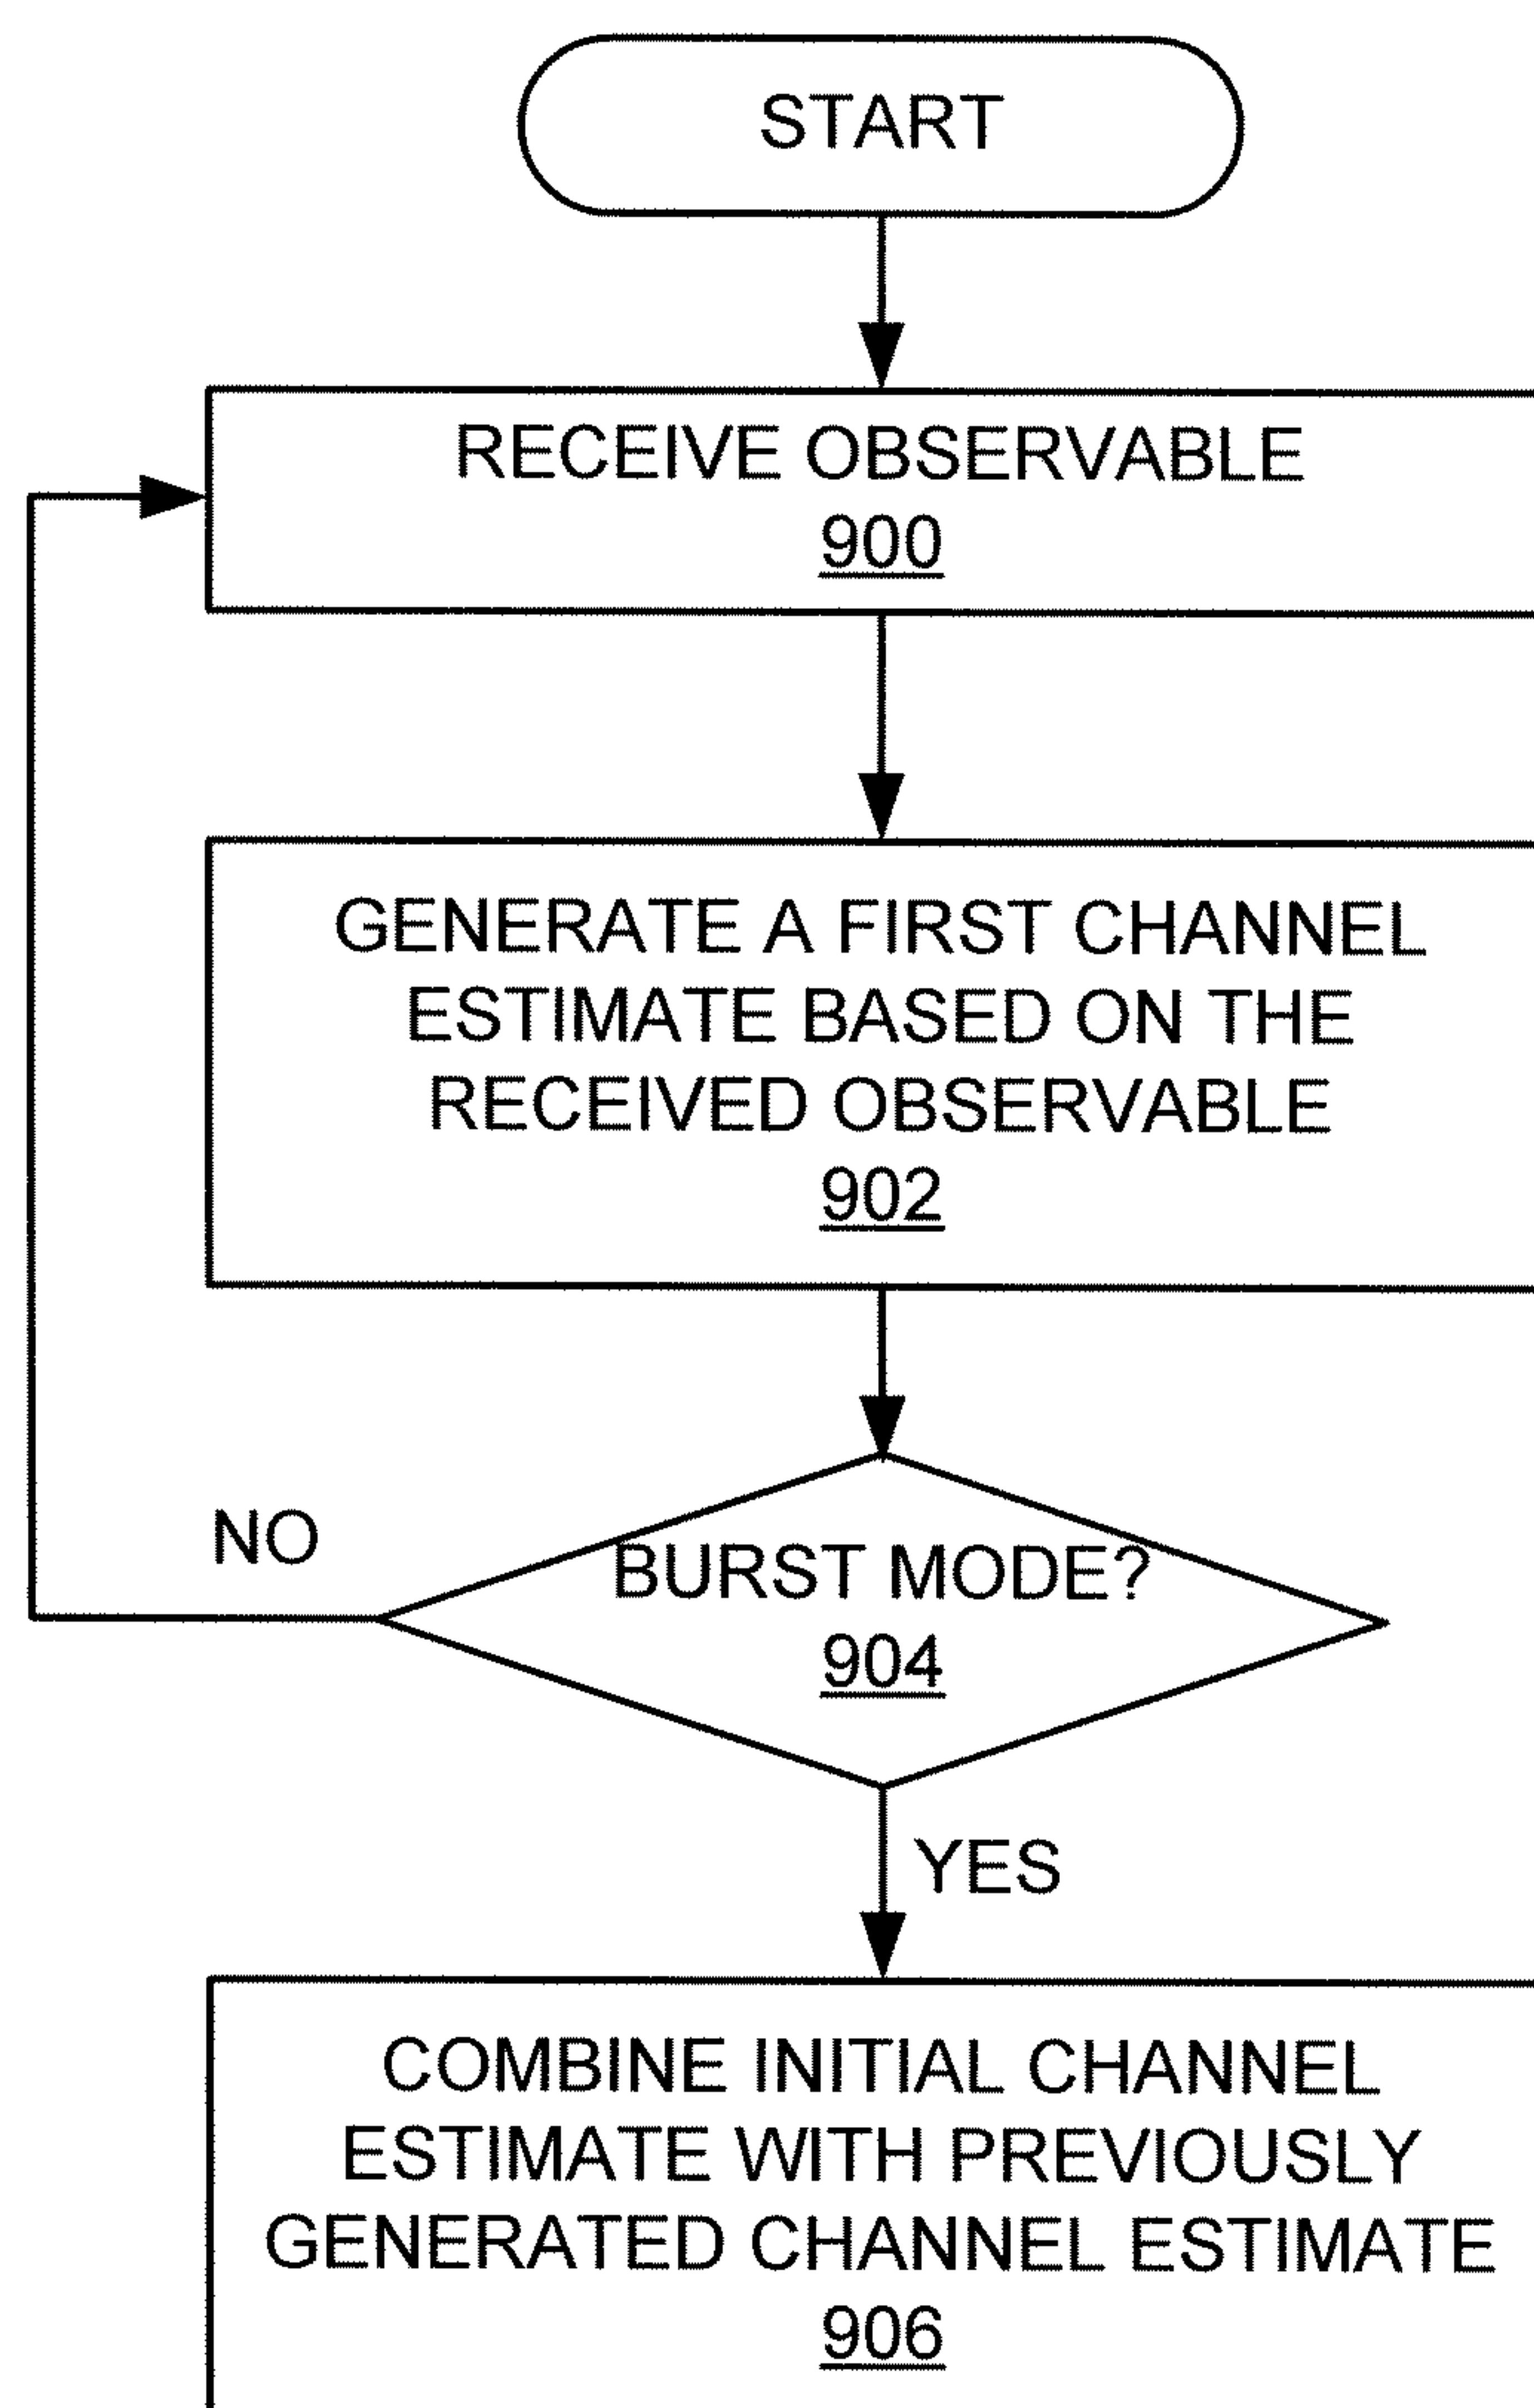 START
RECEIVE OBSERVABLE
900
GENERATE A FIRST CHANNEL
ESTIMATE BASED ON THE
RECEIVED OBSERVABLE
902
NO
BURST MODE?
904
YES
COMBINE INITIAL CHANNEL
ESTIMATE WITH PREVIOUSLY
GENERATED CHANNEL ESTIMATE
906